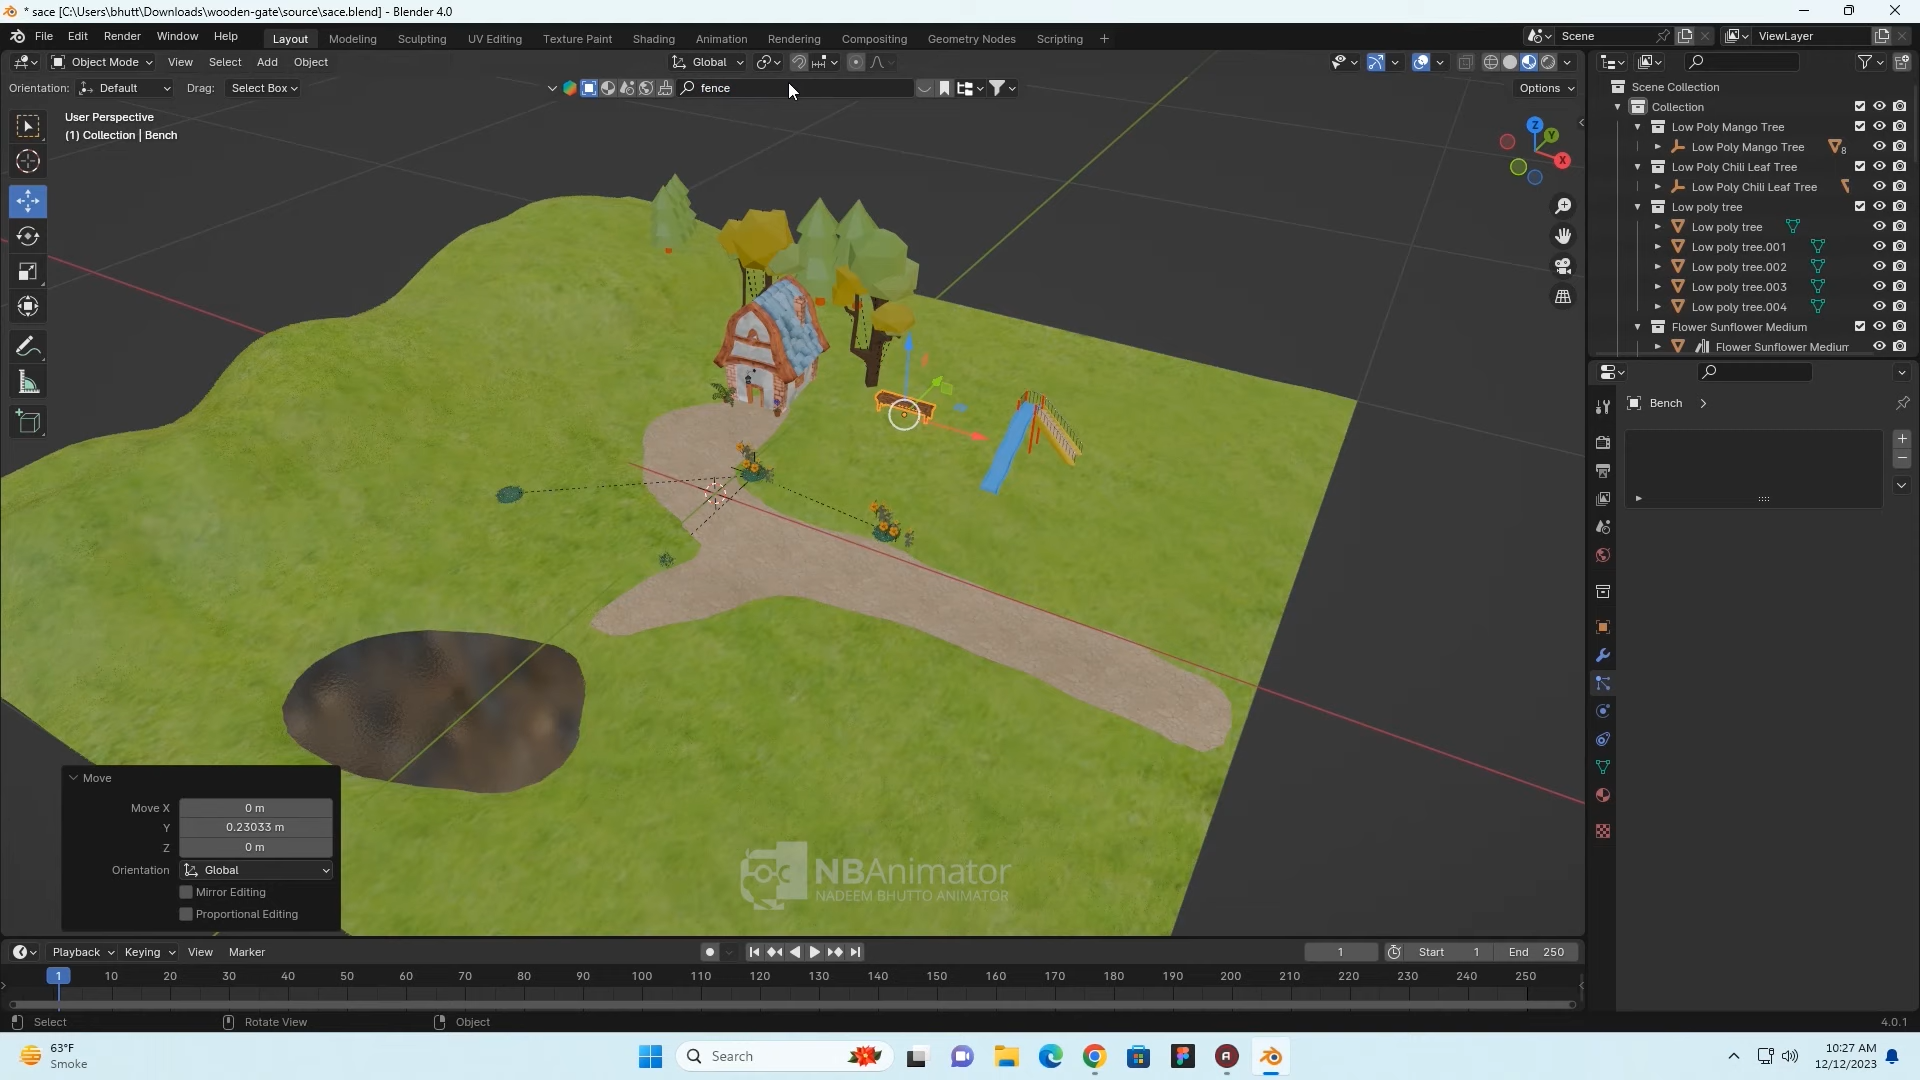 * sace [C:\Users\bhutt\Downloads\wooden-gate\source\sace.blend] - Blender 4.0
File Edit Render Window Help
Layout Modeling Sculpting UV Editing Texture Paint Shading Animation Rendering Compositing Geometry Nodes Scripting +
Scene
ViewLayer
Object Mode View Select Add Object
Global
Orientation: Default Drag: Select Box
fence
Options
User Perspective
(1) Collection | Bench
Z
Y
X
Scene Collection
Collection
Low Poly Mango Tree
Low Poly Mango Tree 8
Low Poly Chili Leaf Tree
Low Poly Chili Leaf Tree
Low poly tree
Low poly tree
Low poly tree.001
Low poly tree.002
Low poly tree.003
Low poly tree.004
Flower Sunflower Medium
Flower Sunflower Medium
Bench
Move
Move X 0 m
Y 0.23033 m
Z 0 m
Orientation Global
Mirror Editing
Proportional Editing
NBAnimator
NADEEM BHUTTO ANIMATOR
Playback Keying View Marker
1 Start 1 End 250
1 10 20 30 40 50 60 70 80 90 100 110 120 130 140 150 160 170 180 190 200 210 220 230 240 250
Select Rotate View Object
4.0.1
63°F
Smoke
Search
10:27 AM
12/12/2023